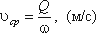 υср = Q/ω, (м/с)